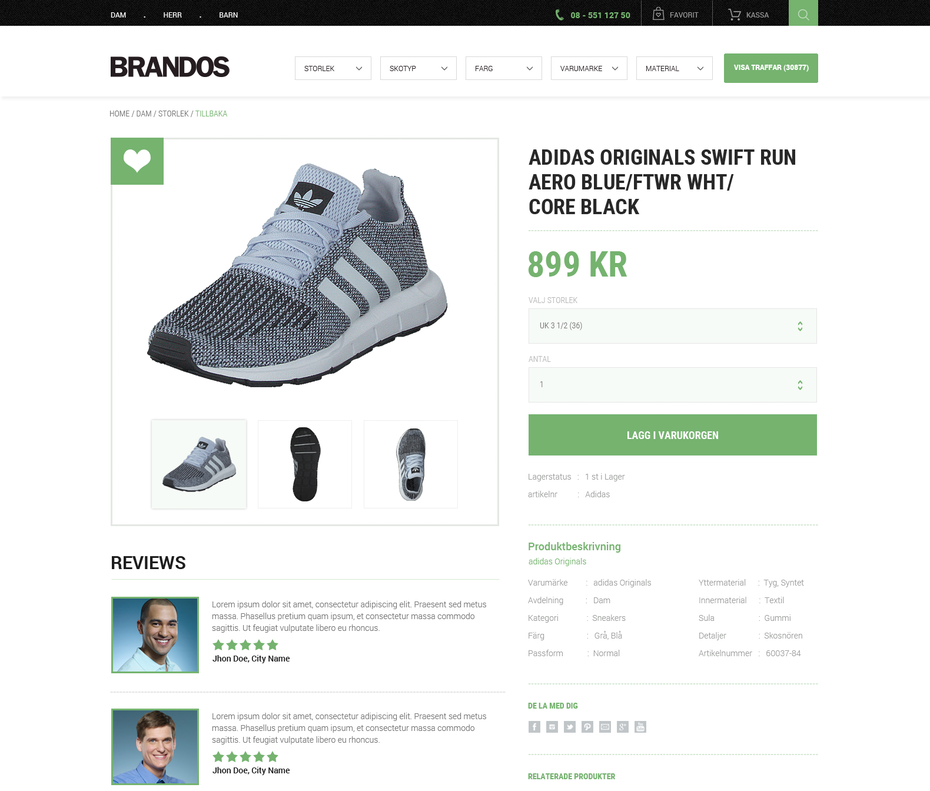 DAM . HERR . BARN
08 - 551 127 50
FAVORIT
KASSA
BRANDOS
STORLEK
SKOTYP
FARG
VARUMARKE
MATERIAL
VISA TRAFFAR (30877)
HOME / DAM / STORLEK / TILLBAKA
ADIDAS ORIGINALS SWIFT RUN
AERO BLUE/FTWR WHT/
CORE BLACK
899 KR
VALJ STORLEK
UK 3 1/2 (36)
ANTAL
1
LAGG I VARUKORGEN
Lagerstatus : 1 st i Lager
artikelnr : Adidas
Produktbeskrivning
adidas Originals
Varumärke : adidas Originals
Avdelning : Dam
Kategori : Sneakers
Färg : Grå, Blå
Passform : Normal
Yttermaterial : Tyg, Syntet
Innermaterial : Textil
Sula : Gummi
Detaljer : Skosnören
Artikelnummer : 60037-84
DE LA MED DIG
RELATERADE PRODUKTER
REVIEWS
Lorem ipsum dolor sit amet, consectetur adipiscing elit. Praesent sed metus
massa. Phasellus pretium quam ipsum, et consectetur massa commodo
sagittis. Ut feugiat vulputate libero eu rhoncus.
Jhon Doe, City Name
Lorem ipsum dolor sit amet, consectetur adipiscing elit. Praesent sed metus
massa. Phasellus pretium quam ipsum, et consectetur massa commodo
sagittis. Ut feugiat vulputate libero eu rhoncus.
Jhon Doe, City Name